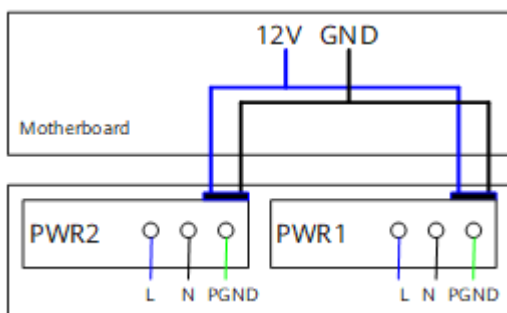 12V GND
Motherboard
PWR2 PWR1
L N PGND L N PGND